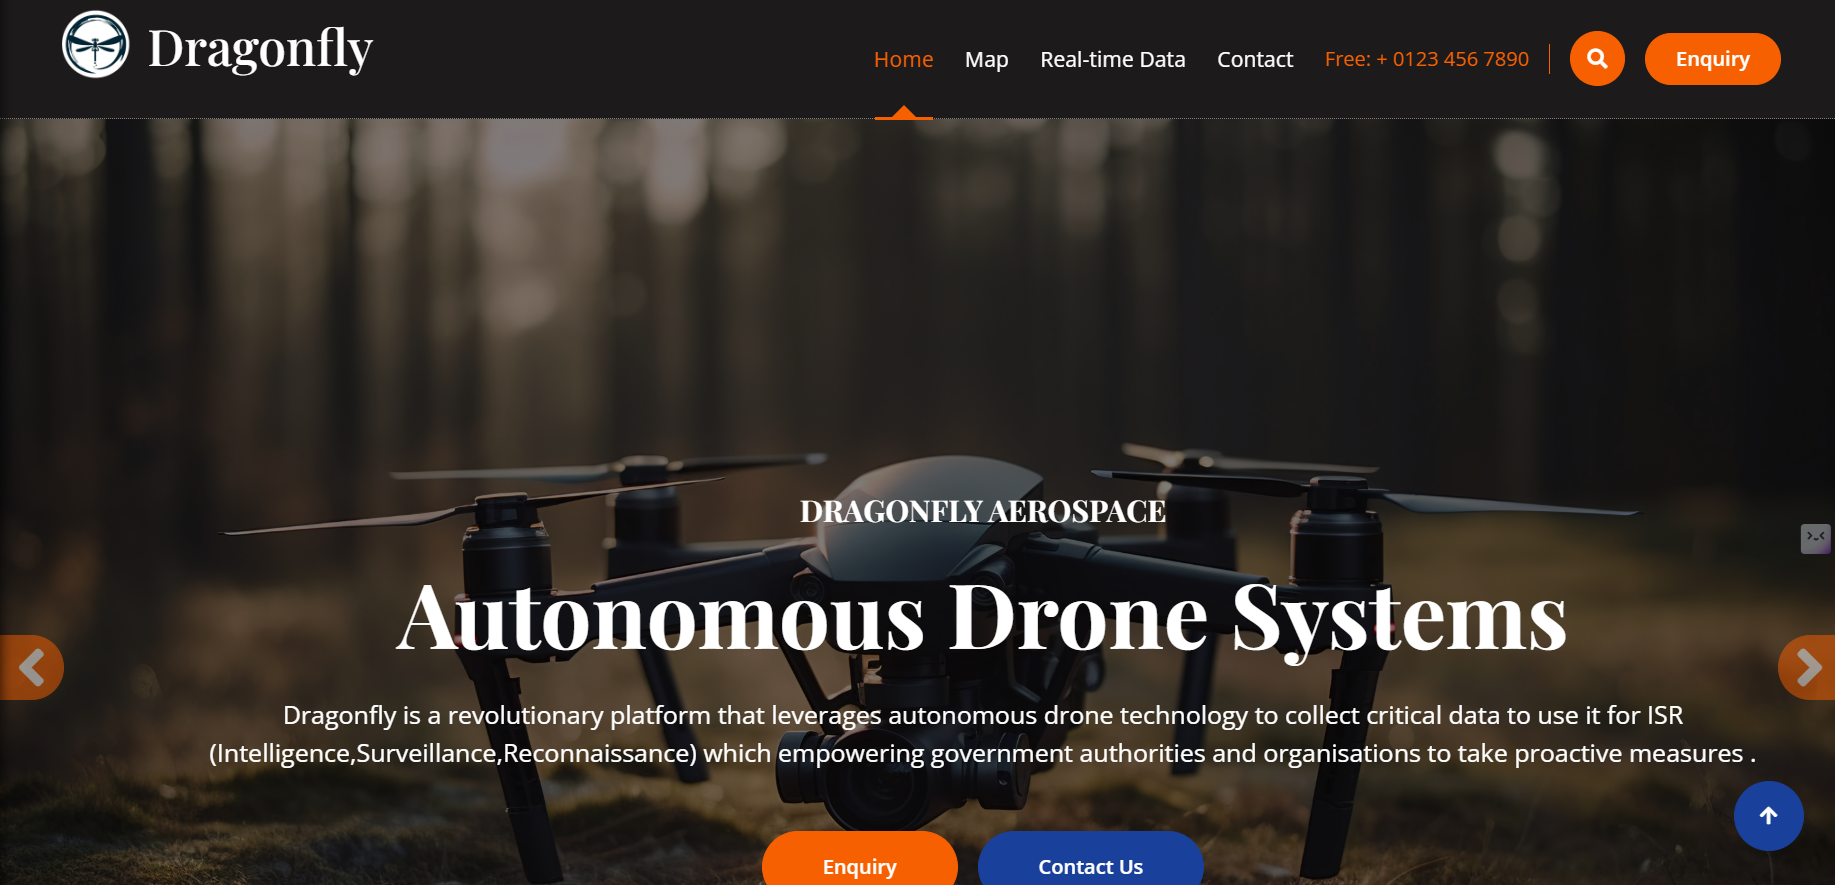 Dragonfly
Home Map Real-time Data Contact Free: + 0123 456 7890 Enquiry
DRAGONFLY AEROSPACE
Autonomous Drone Systems
Dragonfly is a revolutionary platform that leverages autonomous drone technology to collect critical data to use it for ISR
(Intelligence,Surveillance,Reconnaissance) which empowering government authorities and organisations to take proactive measures .
Enquiry Contact Us